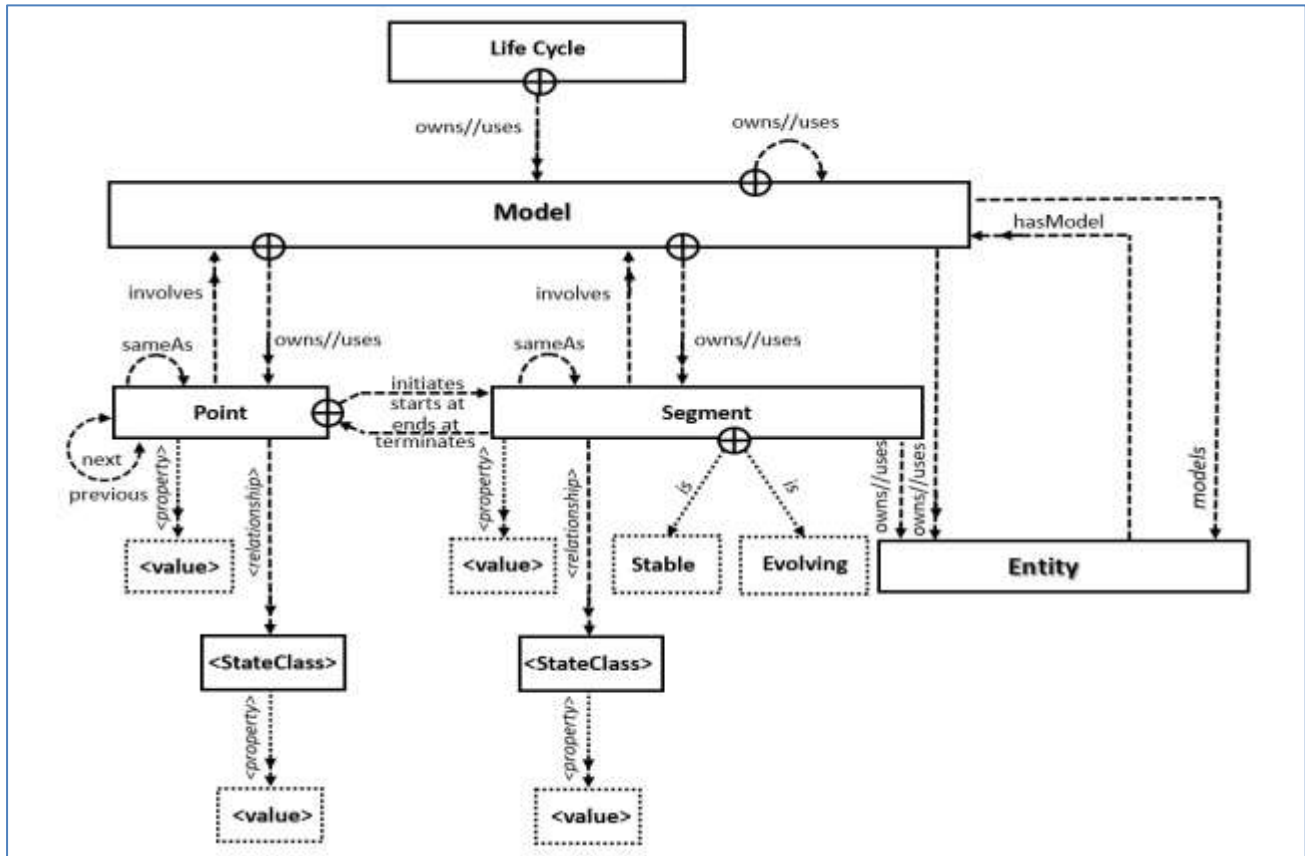 Life Cycle
owns//uses
owns//uses
Model
hasModel
involves
involves
sameAs
owns//uses
sameAs
owns//uses
initiates
starts at
ends at
terminates
Point
Segment
next
previous
<property>
<relationship>
<property>
<relationship>
is
is
owns//uses
owns//uses
models
<value>
<value>
Stable
Evolving
Entity
<StateClass>
<StateClass>
<property>
<property>
<value>
<value>